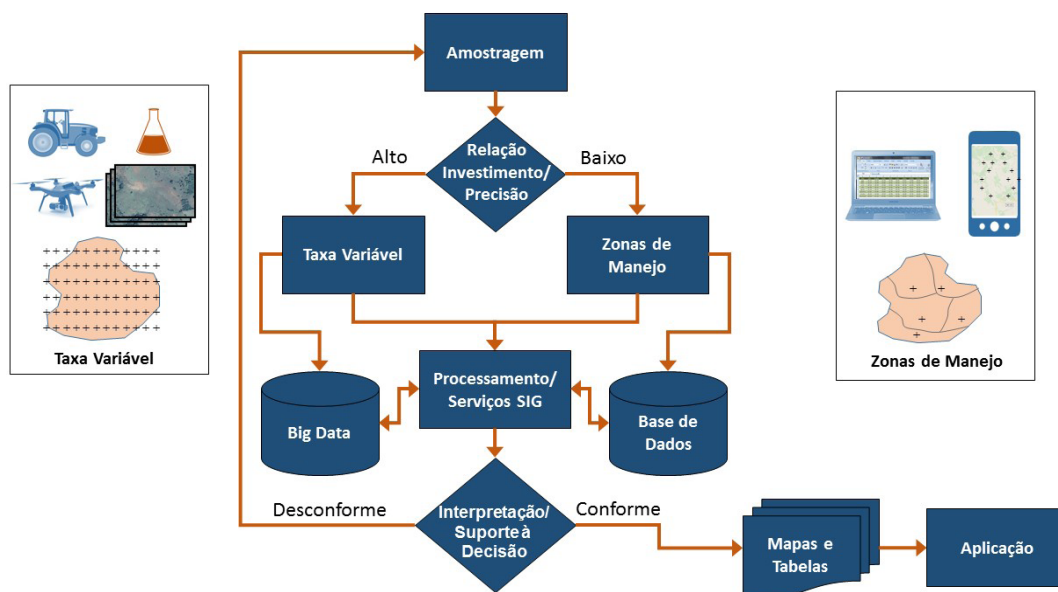 Amostragem
Alto
Relação
Investimento/
Precisão
Baixo
Taxa Variável
Zonas de
Manejo
Taxa Variável
Zonas de Manejo
Processamento/
Serviços SIG
Big Data
Base de
Dados
Desconforme
Interpretação/
Suporte à
Decisão
Conforme
Mapas e
Tabelas
Aplicação